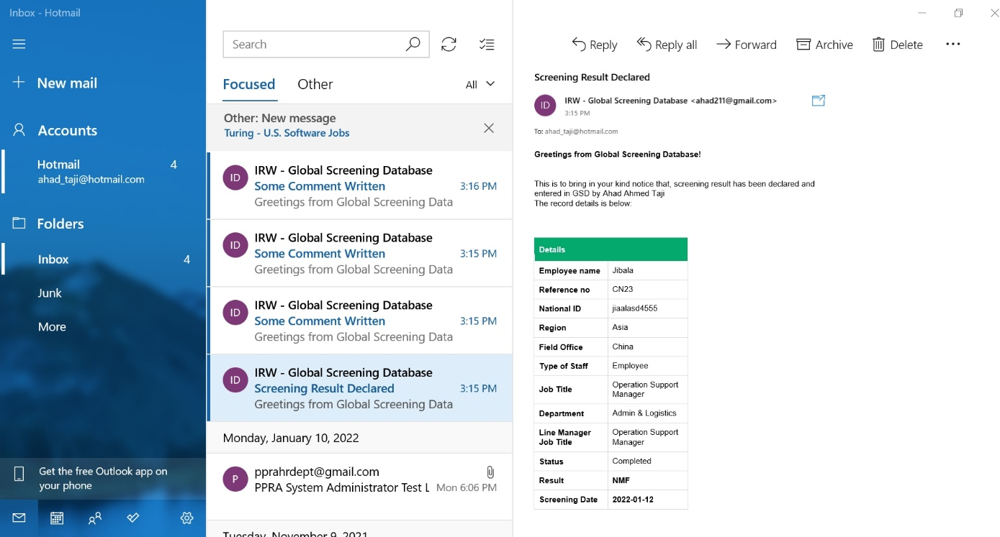 Inbox - Hotmail
New mail
Accounts
Hotmail 4
ahad_taji@hotmail.com
Folders
Inbox 4
Junk
More
Get the free Outlook app on
your phone
Search
Focused Other All
Other: New message
Turing - U.S. Software Jobs
ID IRW - Global Screening Database
Some Comment Written 3:16 PM
Greetings from Global Screening Data
ID IRW - Global Screening Database
Some Comment Written 3:15 PM
Greetings from Global Screening Data
ID IRW - Global Screening Database
Some Comment Written 3:15 PM
Greetings from Global Screening Data
ID IRW - Global Screening Database
Screening Result Declared 3:15 PM
Greetings from Global Screening Data
Monday, January 10, 2022
P pprahrdept@gmail.com
PPRA System Administrator Test L Mon 6:06 PM
Tuesday, November 9, 2021
Reply Reply all Forward Archive Delete
Screening Result Declared
ID IRW - Global Screening Database <ahad211@gmail.com>
3:15 PM
To: ahad_taji@hotmail.com
Greetings from Global Screening Database!
This is to bring in your kind notice that, screening result has been declared and
entered in GSD by Ahad Ahmed Taji
The record details is below:
Details
Employee name Jibala
Reference no CN23
National ID jiaalasd4555
Region Asia
Field Office China
Type of Staff Employee
Job Title Operation Support
Manager
Department Admin & Logistics
Line Manager Operation Support
Job Title Manager
Status Completed
Result NMF
Screening Date 2022-01-12